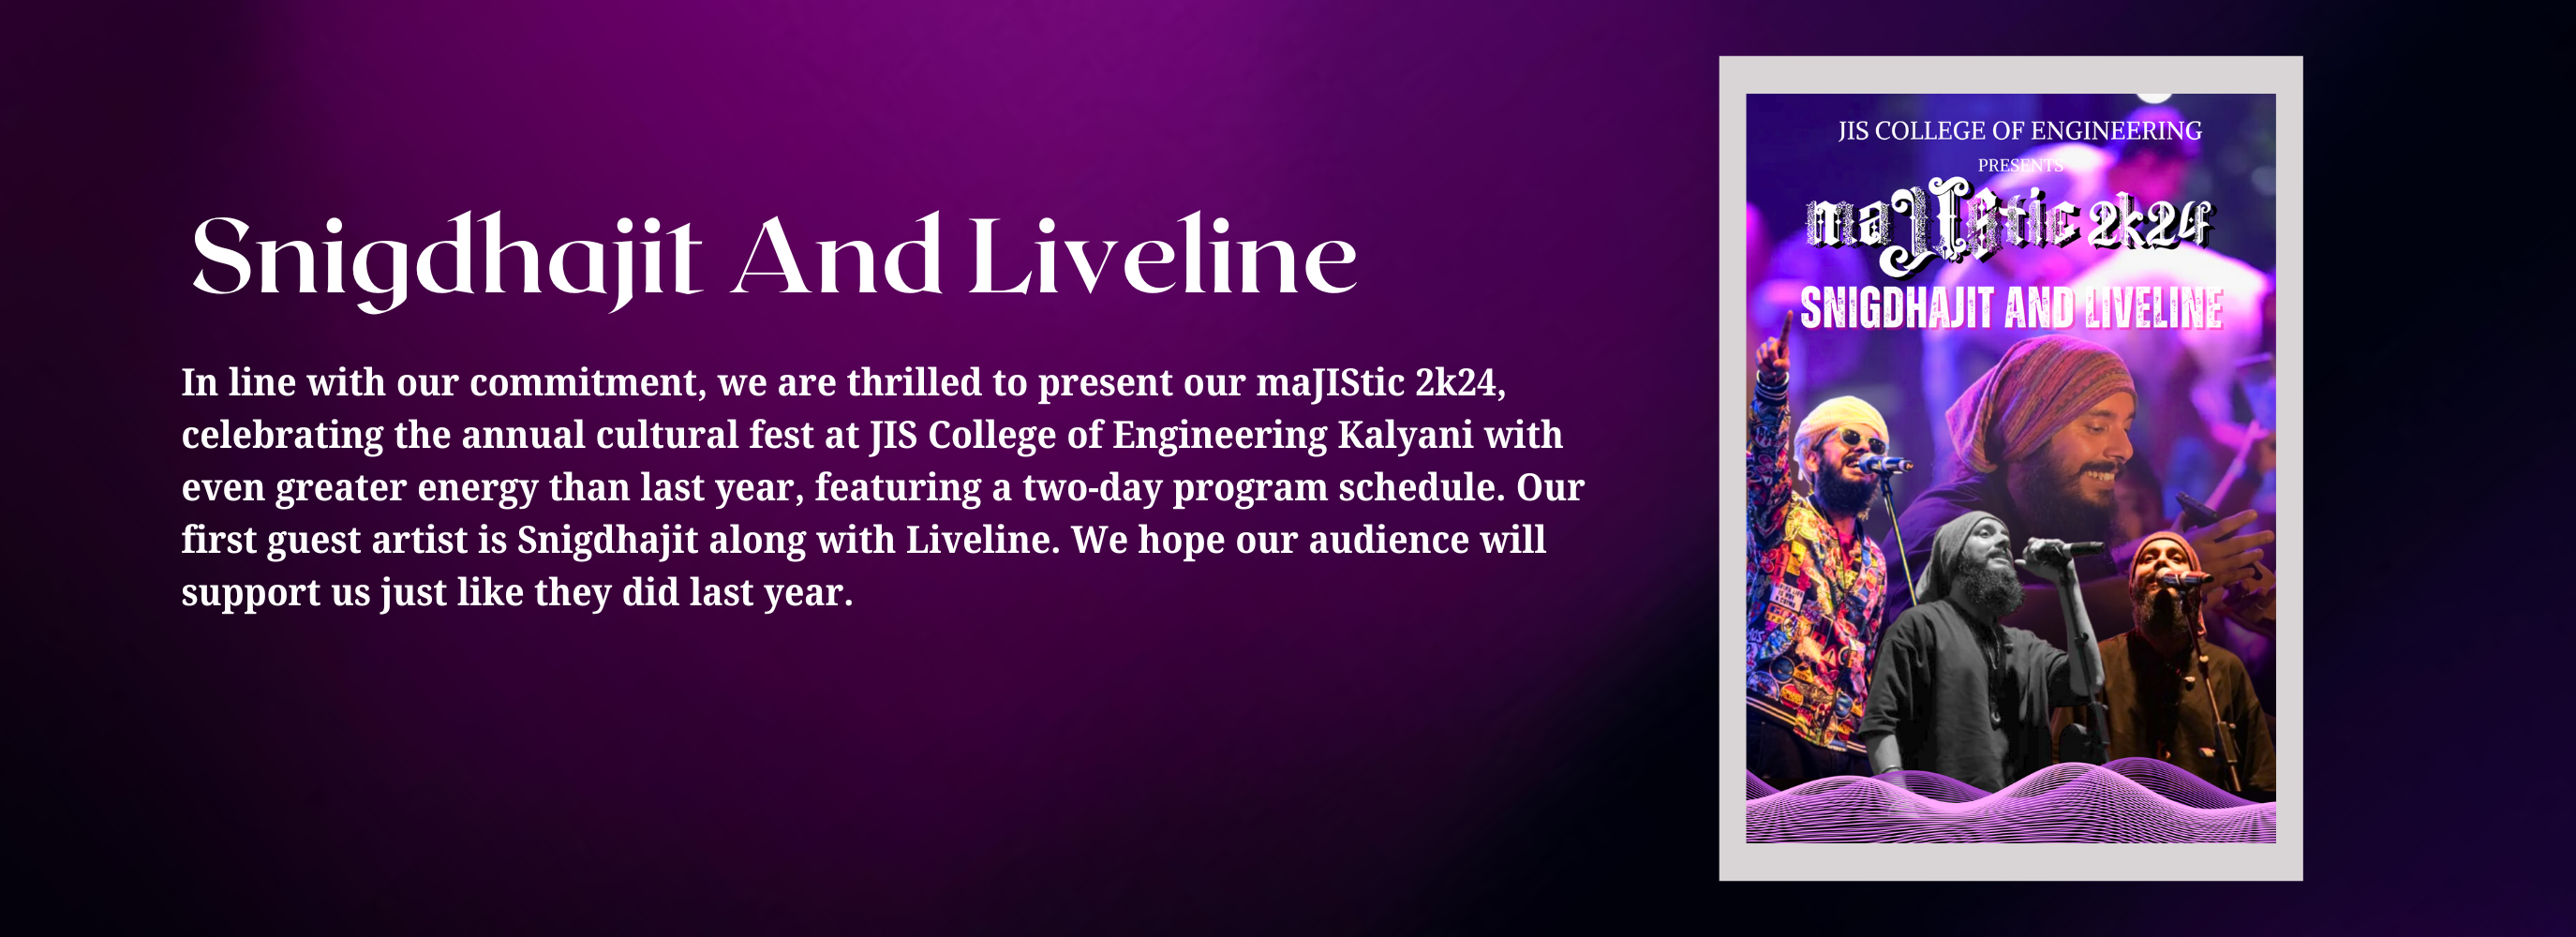 Snigdhajit And Liveline
In line with our commitment, we are thrilled to present our maJIStic 2k24,
celebrating the annual cultural fest at JIS College of Engineering Kalyani with
even greater energy than last year, featuring a two-day program schedule. Our
first guest artist is Snigdhajit along with Liveline. We hope our audience will
support us just like they did last year.
JIS COLLEGE OF ENGINEERING
PRESENTS
maJIStic 2k24
SNIGDHAJIT AND LIVELINE